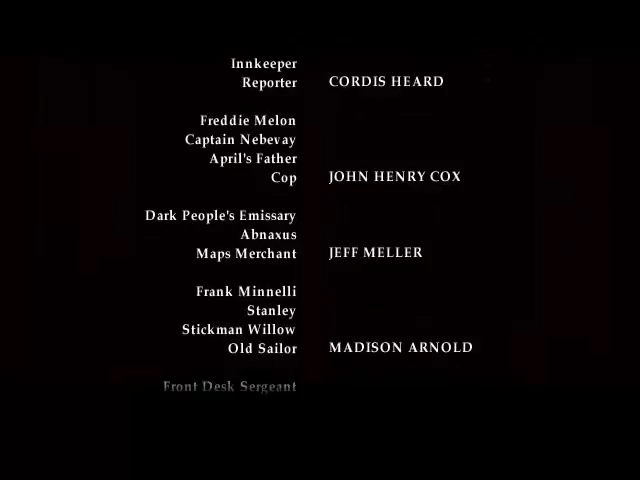 Innkeeper
Reporter CORDIS HEARD
Freddie Melon
Captain Nebevay
April's Father
Cop JOHN HENRY COX
Dark People's Emissary
Abnaxus
Maps Merchant JEFF MELLER
Frank Minnelli
Stanley
Stickman Willow
Old Sailor MADISON ARNOLD
Front Desk Sergeant